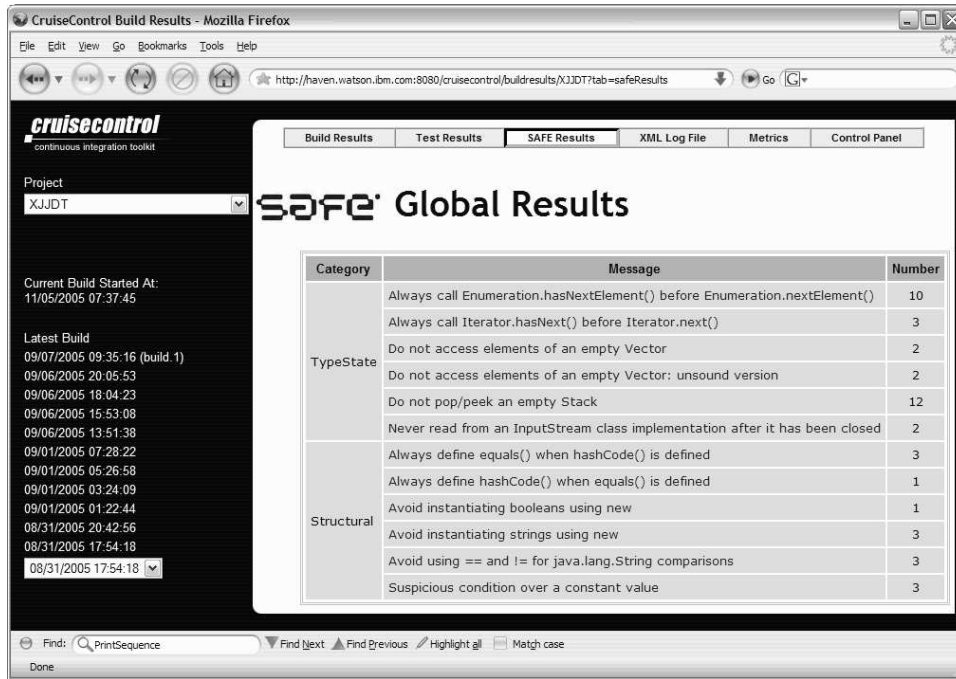 CruiseControl Build Results - Mozilla Firefox
File Edit View Go Bookmarks Tools Help
http://haven.watson.ibm.com:8080/cruisecontrol/buildresults/XJJDT?tab=safeResults Go G
cruisecontrol
continuous integration toolkit
Build Results Test Results SAFE Results XML Log File Metrics Control Panel
Project
XJJDT
safe Global Results
Current Build Started At:
11/05/2005 07:37:45
Latest Build
09/07/2005 09:35:16 (build.1)
09/06/2005 20:05:53
09/06/2005 18:04:23
09/06/2005 15:53:08
09/06/2005 13:51:38
09/01/2005 07:28:22
09/01/2005 05:26:58
09/01/2005 03:24:09
09/01/2005 01:22:44
08/31/2005 20:42:56
08/31/2005 17:54:18
08/31/2005 17:54:18
Category Message Number
TypeState
Always call Enumeration.hasNextElement() before Enumeration.nextElement() 10
Always call Iterator.hasNext() before Iterator.next() 3
Do not access elements of an empty Vector 2
Do not access elements of an empty Vector: unsound version 2
Do not pop/peek an empty Stack 12
Never read from an InputStream class implementation after it has been closed 2
Structural
Always define equals() when hashCode() is defined 3
Always define hashCode() when equals() is defined 1
Avoid instantiating booleans using new 1
Avoid instantiating strings using new 3
Avoid using == and != for java.lang.String comparisons 3
Suspicious condition over a constant value 3
Find: PrintSequence Find Next Find Previous Highlight all Match case
Done